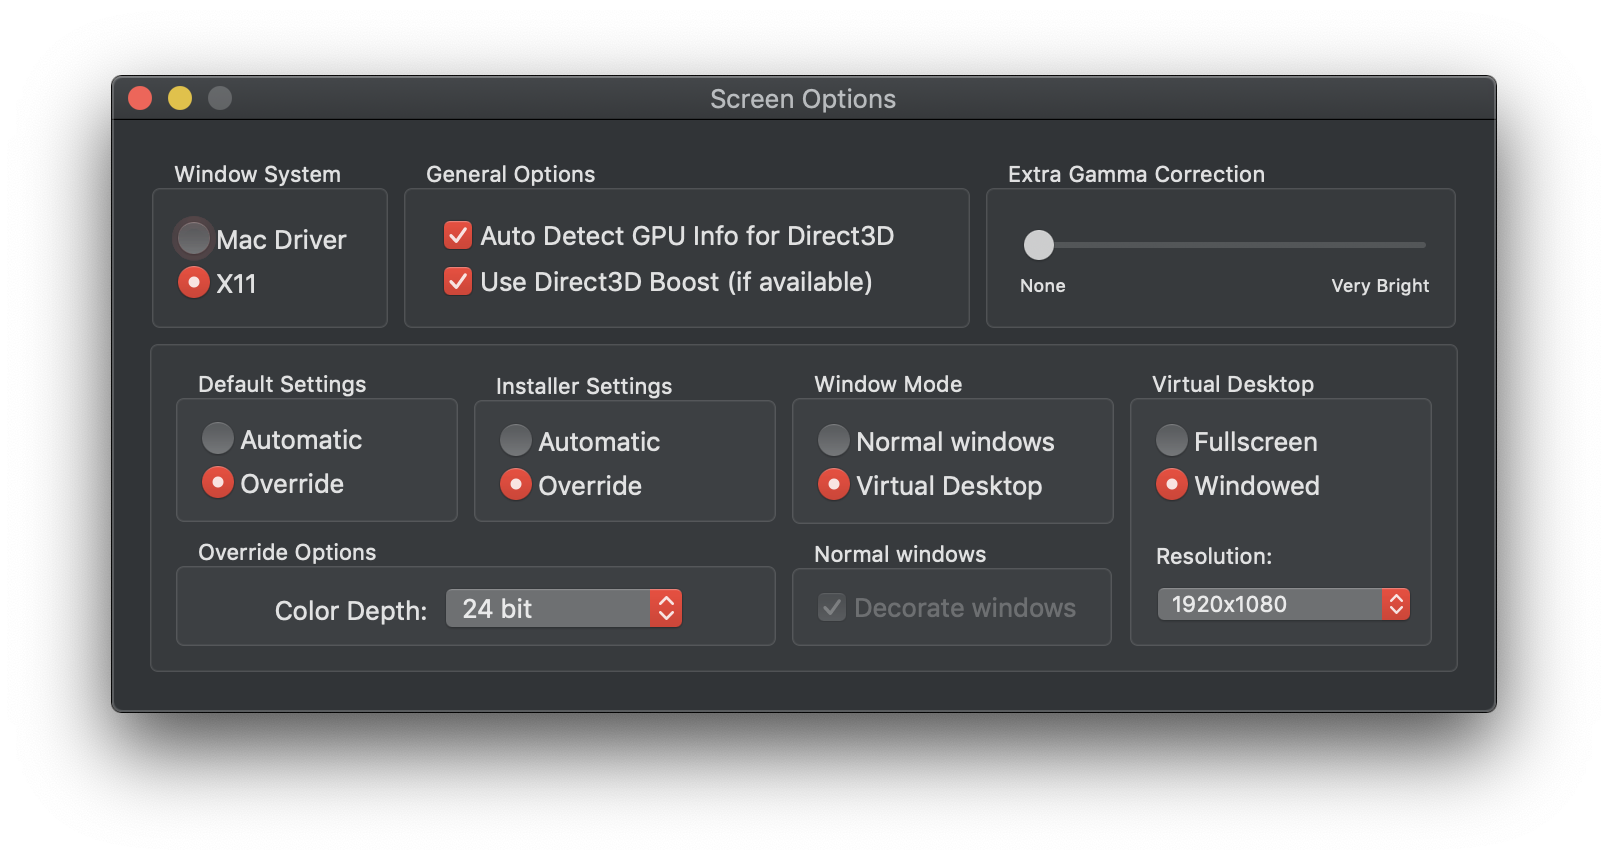 Screen Options
Window System
Mac Driver
X11
General Options
Auto Detect GPU Info for Direct3D
Use Direct3D Boost (if available)
Extra Gamma Correction
None
Very Bright
Default Settings
Automatic
Override
Installer Settings
Automatic
Override
Window Mode
Normal windows
Virtual Desktop
Virtual Desktop
Fullscreen
Windowed
Resolution:
1920x1080
Override Options
Color Depth:
24 bit
Normal windows
Decorate windows